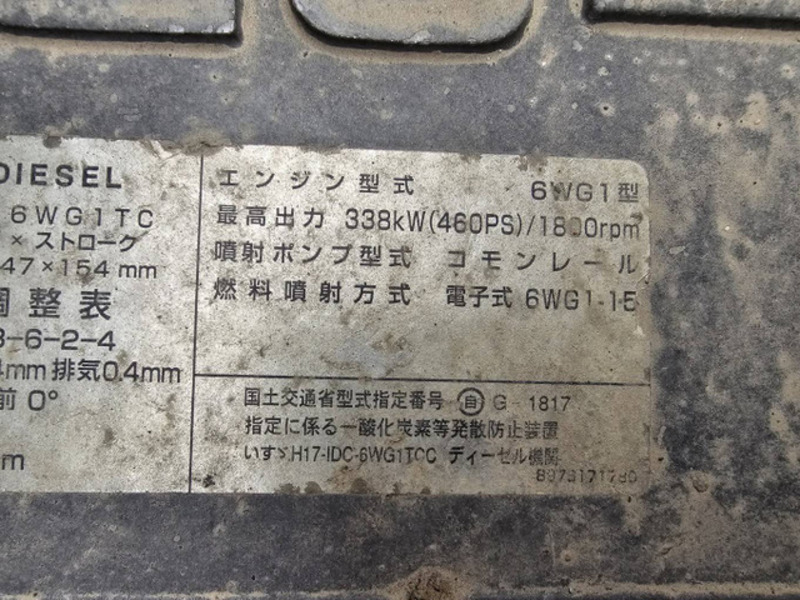 DIESEL
6WG1TC
× ストローク
47×154 mm
調整表
3-6-2-4
mm 排気0.4mm
前 0°
m
エンジン型式 6WG1型
最高出力 338kW(460PS)/1800rpm
噴射ポンプ型式 コモンレール
燃料噴射方式 電子式 6WG1-1E
国土交通省型式指定番号 ㊂ G-1817
指定に係る一酸化炭素等発散防止装置
いすゞH17-IDC-6WG1TCC ディーゼル機関